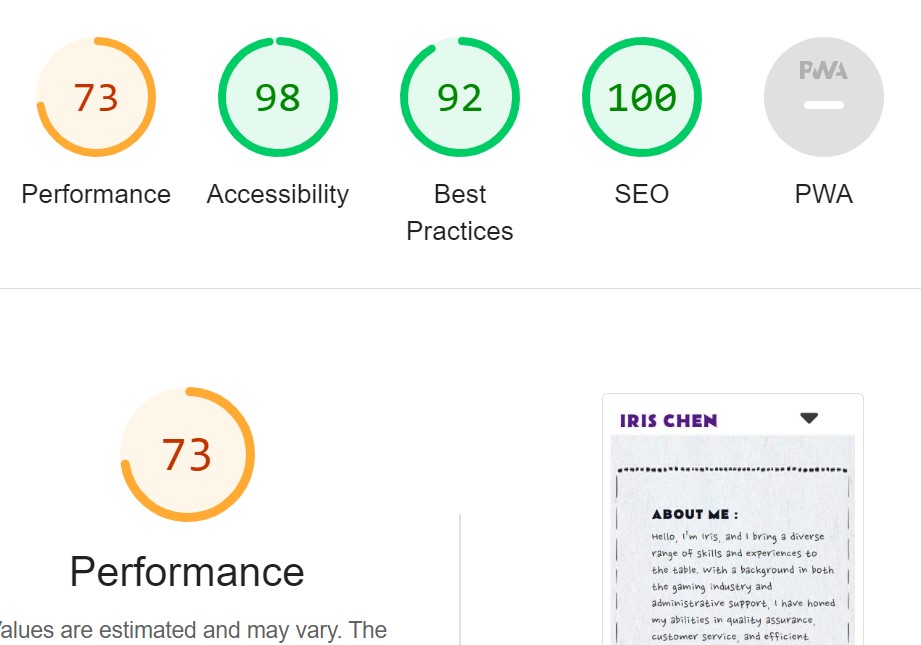 73
98
92
100
PWA
Performance
Accessibility
Best
Practices
SEO
PWA
73
Performance
Values are estimated and may vary. The
IRIS CHEN
ABOUT ME :
Hello, I'm Iris, and I bring a diverse
range of skills and experiences to
the table. With a background in both
the gaming industry and
administrative support, I have honed
my abilities in quality assurance,
customer service, and efficient